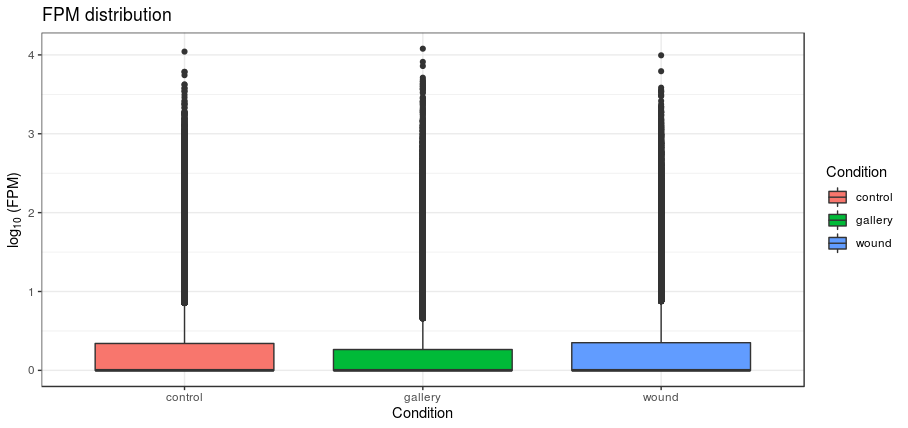 FPM distribution
4
3
2
1
0
log10 (FPM)
control
gallery
wound
Condition
Condition
control
gallery
wound